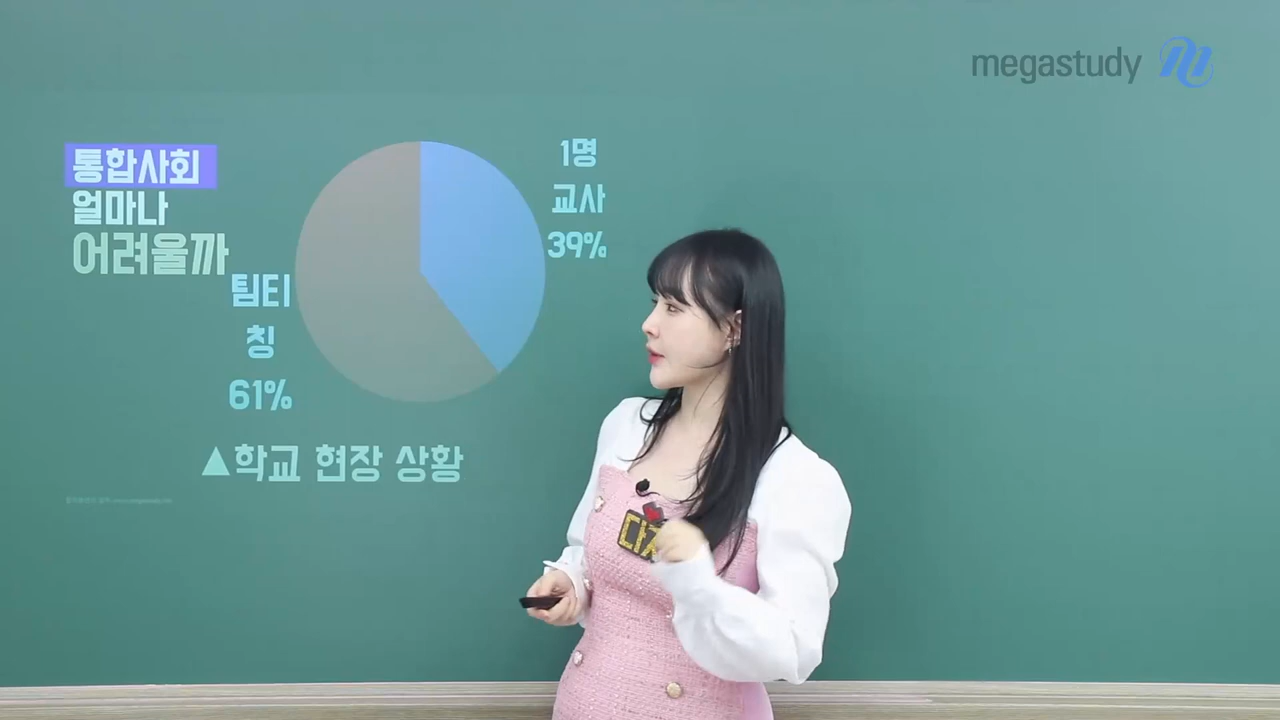 megastudy
통합사회
얼마나
어려울까
1명
교사
39%
팀티
칭
61%
▲학교 현장 상황